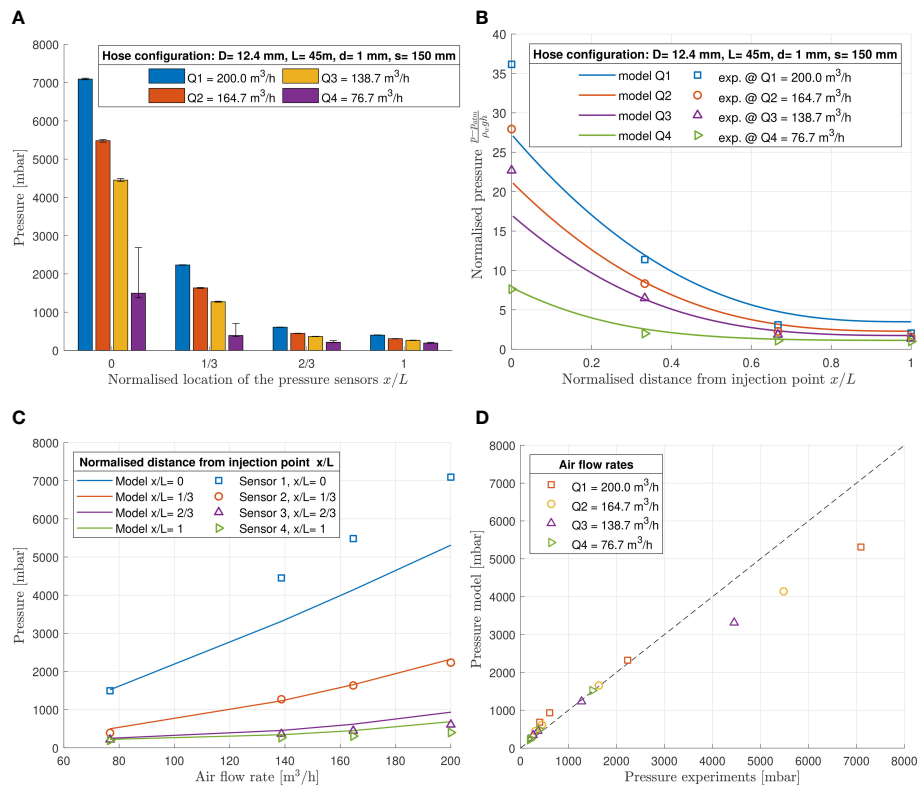 A
Hose configuration: D= 12.4 mm, L= 45m, d= 1 mm, s= 150 mm
Q1 = 200.0 m³/h
Q3 = 138.7 m³/h
Q2 = 164.7 m³/h
Q4 = 76.7 m³/h
Pressure [mbar]
8000
7000
6000
5000
4000
3000
2000
1000
0
0 1/3 2/3 1
Normalised location of the pressure sensors x/L
B
Hose configuration: D= 12.4 mm, L= 45m, d= 1 mm, s= 150 mm
model Q1 exp. @ Q1 = 200.0 m³/h
model Q2 exp. @ Q2 = 164.7 m³/h
model Q3 exp. @ Q3 = 138.7 m³/h
model Q4 exp. @ Q4 = 76.7 m³/h
Normalised pressure (p−p_atm)/(ρ_w g h)
40
35
30
25
20
15
10
5
0
0 0.2 0.4 0.6 0.8 1
Normalised distance from injection point x/L
C
Normalised distance from injection point x/L
Model x/L= 0 Sensor 1, x/L= 0
Model x/L= 1/3 Sensor 2, x/L= 1/3
Model x/L= 2/3 Sensor 3, x/L= 2/3
Model x/L= 1 Sensor 4, x/L= 1
Pressure [mbar]
8000
7000
6000
5000
4000
3000
2000
1000
0
60 80 100 120 140 160 180 200
Air flow rate [m³/h]
D
Air flow rates
Q1 = 200.0 m³/h
Q2 = 164.7 m³/h
Q3 = 138.7 m³/h
Q4 = 76.7 m³/h
Pressure model [mbar]
8000
7000
6000
5000
4000
3000
2000
1000
0
0 1000 2000 3000 4000 5000 6000 7000 8000
Pressure experiments [mbar]